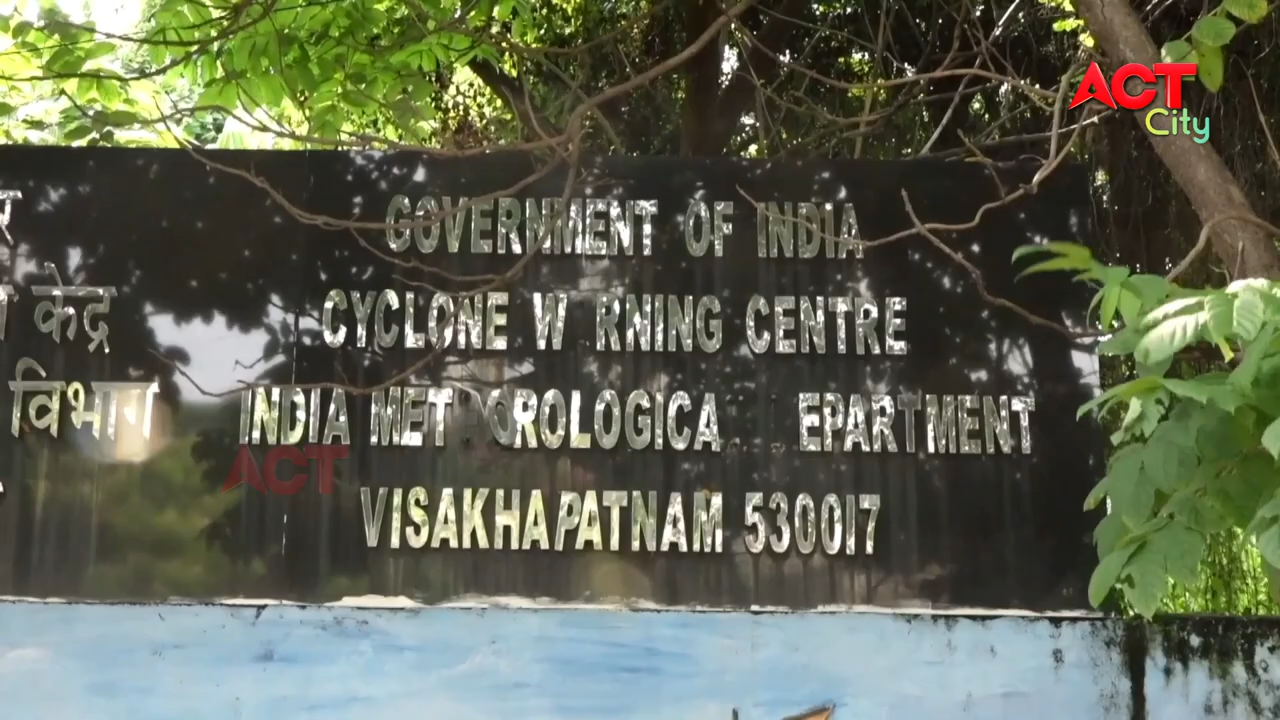 ACT
City
र
केंद्र
विभाग
GOVERNMENT OF INDIA
CYCLONE W RNING CENTRE
INDIA MET OROLOGICA EPARTMENT
VISAKHAPATNAM 530017
ACT